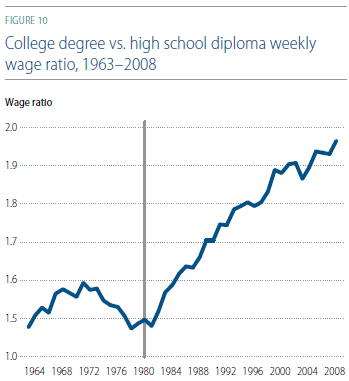 FIGURE 10
College degree vs. high school diploma weekly
wage ratio, 1963–2008
Wage ratio
2.0
1.9
1.8
1.7
1.6
1.5
1.0
1964 1968 1972 1976 1980 1984 1988 1992 1996 2000 2004 2008